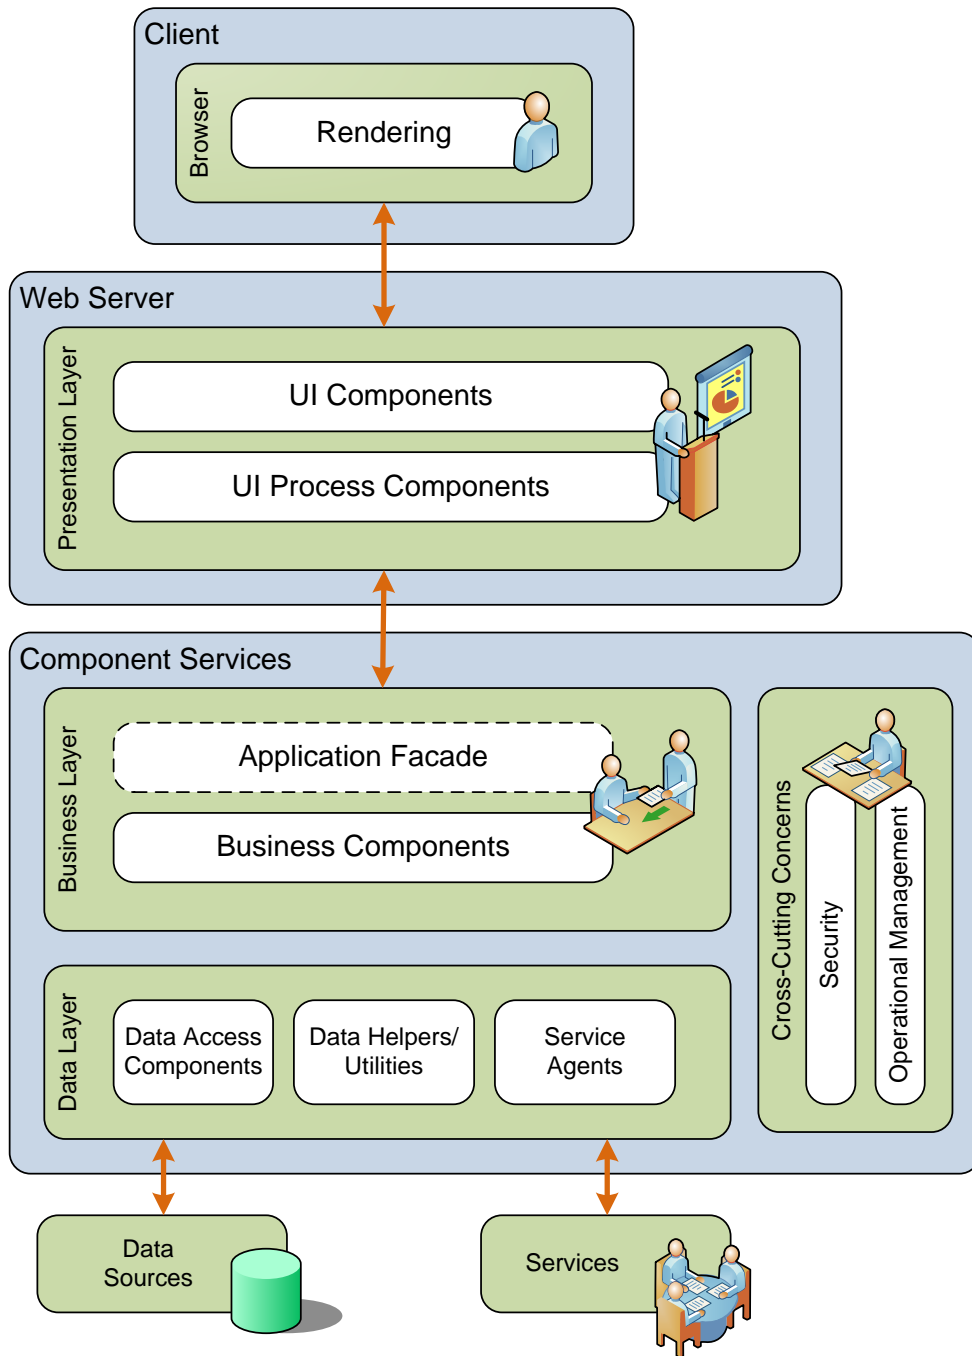 Client
Browser
Rendering
Web Server
Presentation Layer
UI Components
UI Process Components
Component Services
Business Layer
Application Facade
Business Components
Cross-Cutting Concerns
Security
Operational Management
Data Layer
Data Access
Components
Data Helpers/
Utilities
Service
Agents
Data
Sources
Services